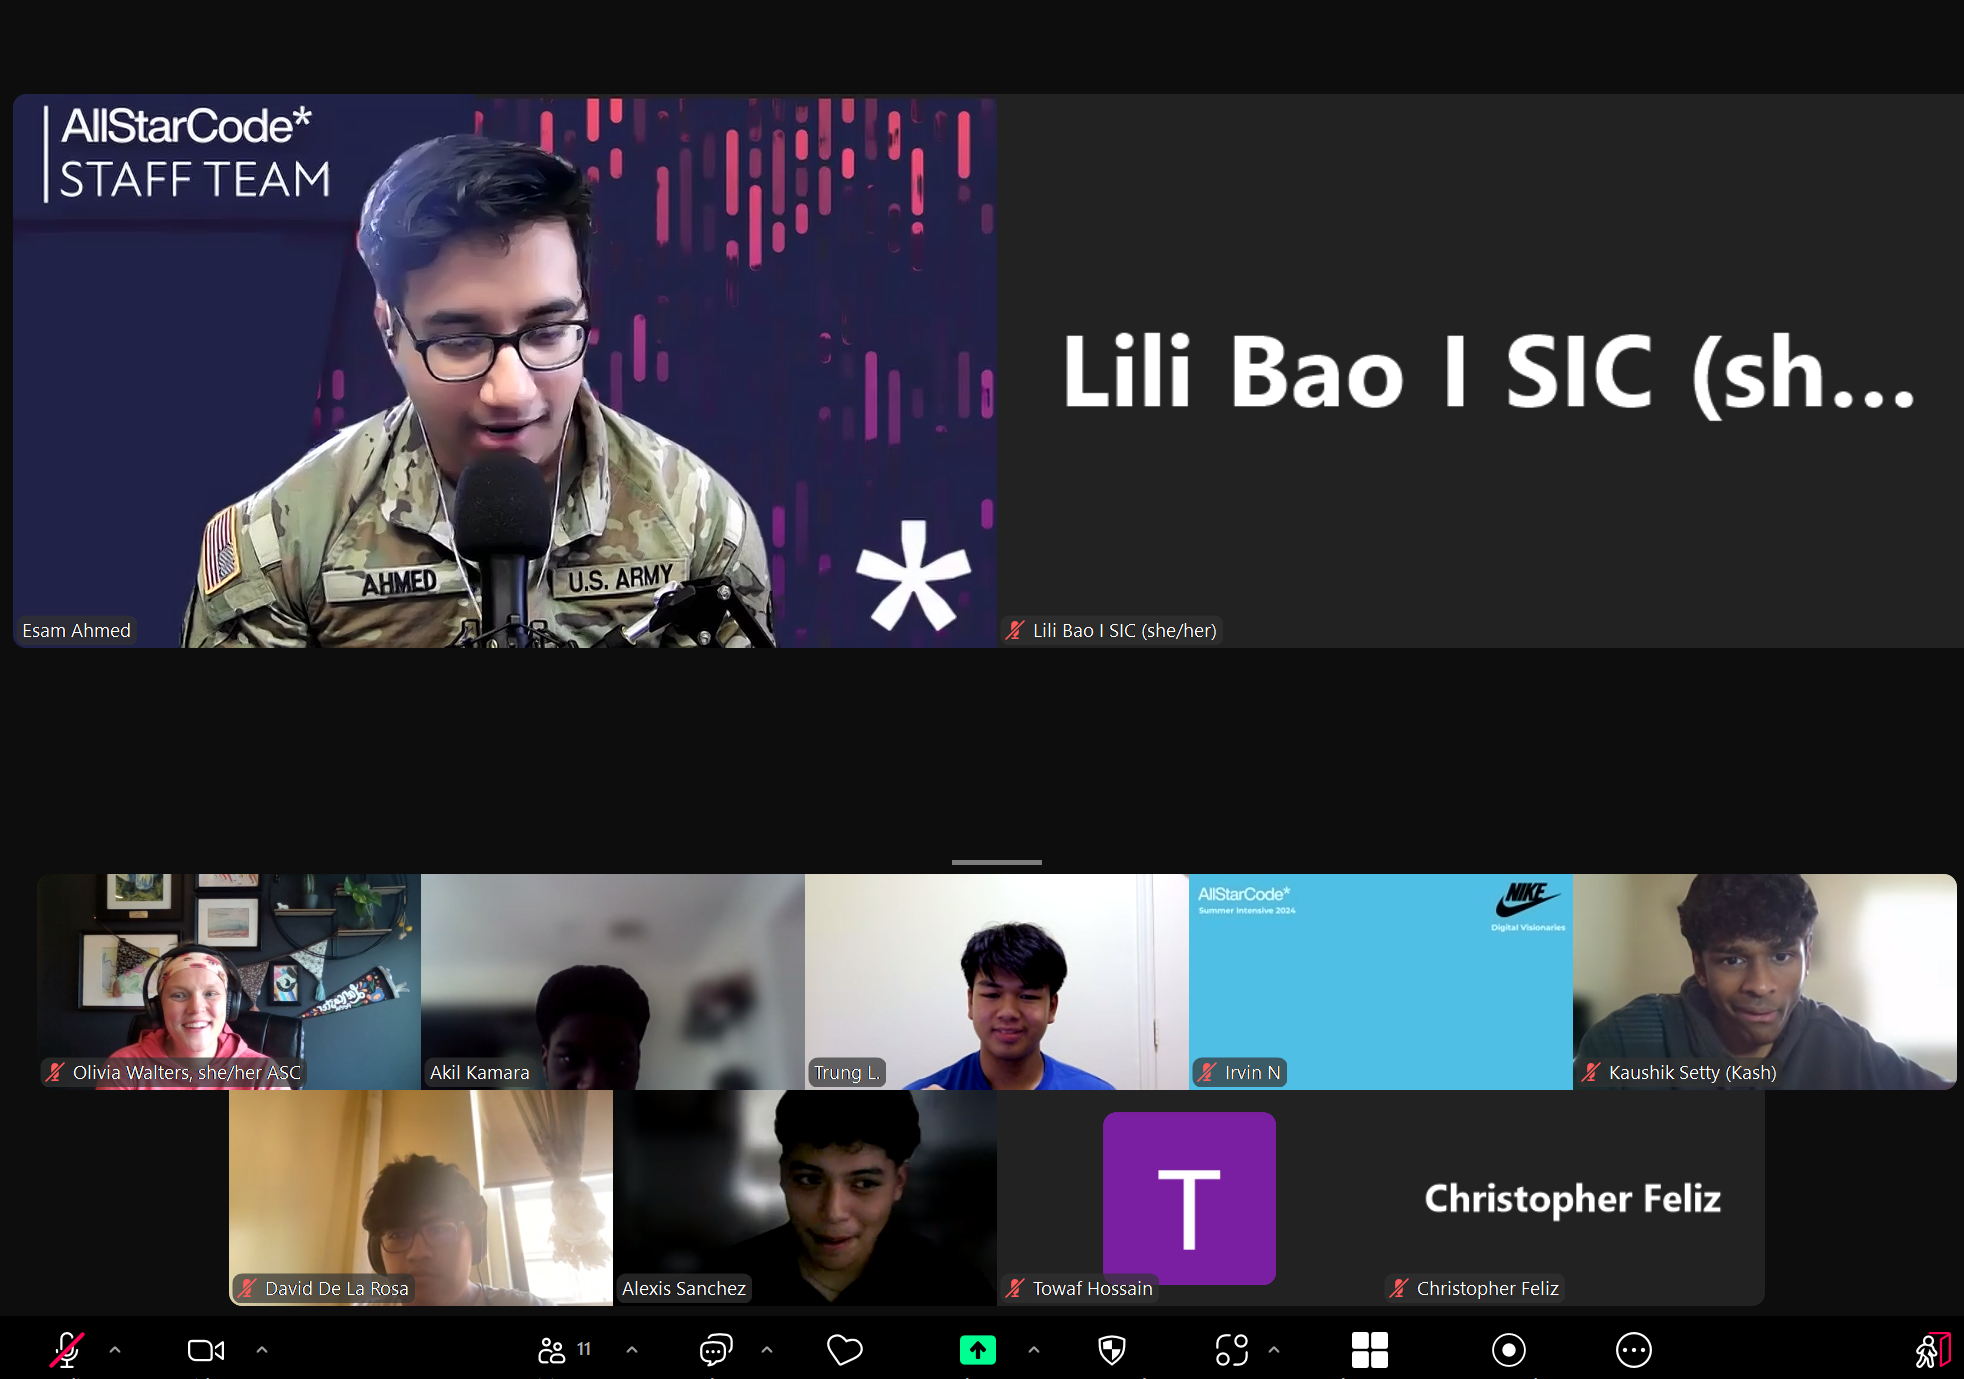 AllStarCode*
STAFF TEAM
AHMED
U.S. ARMY
Esam Ahmed
Lili Bao I SIC (sh...
Lili Bao I SIC (she/her)
Olivia Walters, she/her ASC
Akil Kamara
Trung L.
AllStarCode*
Summer Intensive 2024
NIKE
Digital Visionaries
Irvin N
Kaushik Setty (Kash)
David De La Rosa
Alexis Sanchez
T
Towaf Hossain
Christopher Feliz
Christopher Feliz
11